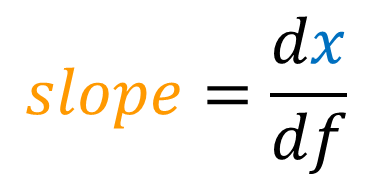 slope = dx/df